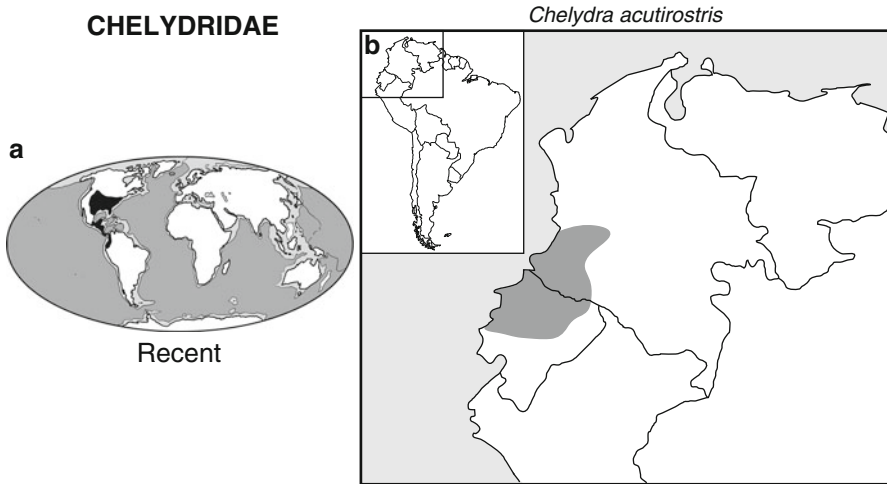 CHELYDRIDAE
Chelydra acutirostris
a
Recent
b